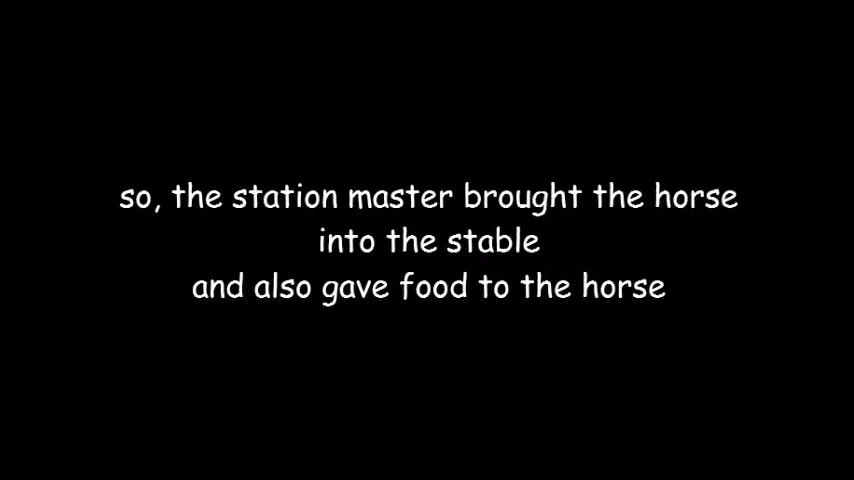 so, the station master brought the horse
into the stable
and also gave food to the horse